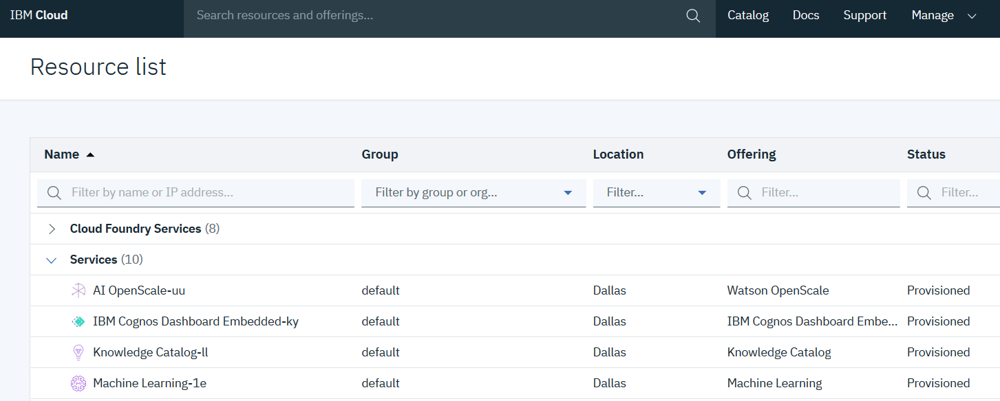 IBM Cloud Search resources and offerings... Catalog Docs Support Manage
Resource list
Name Group Location Offering Status
Filter by name or IP address... Filter by group or org... Filter... Filter... Filter...
Cloud Foundry Services (8)
Services (10)
AI OpenScale-uu default Dallas Watson OpenScale Provisioned
IBM Cognos Dashboard Embedded-ky default Dallas IBM Cognos Dashboard Embe... Provisioned
Knowledge Catalog-ll default Dallas Knowledge Catalog Provisioned
Machine Learning-1e default Dallas Machine Learning Provisioned